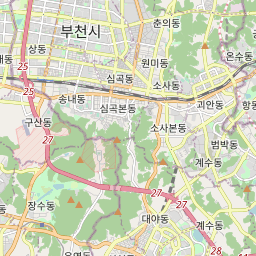 춘의동
부천시
상동
원미동
온수동
25
심곡동
소사동
송내동
심곡본동
괴안동
항동
구산동
소사본동
27
범박동
계수동
27
27
장수동
대야동
계수동
28
25